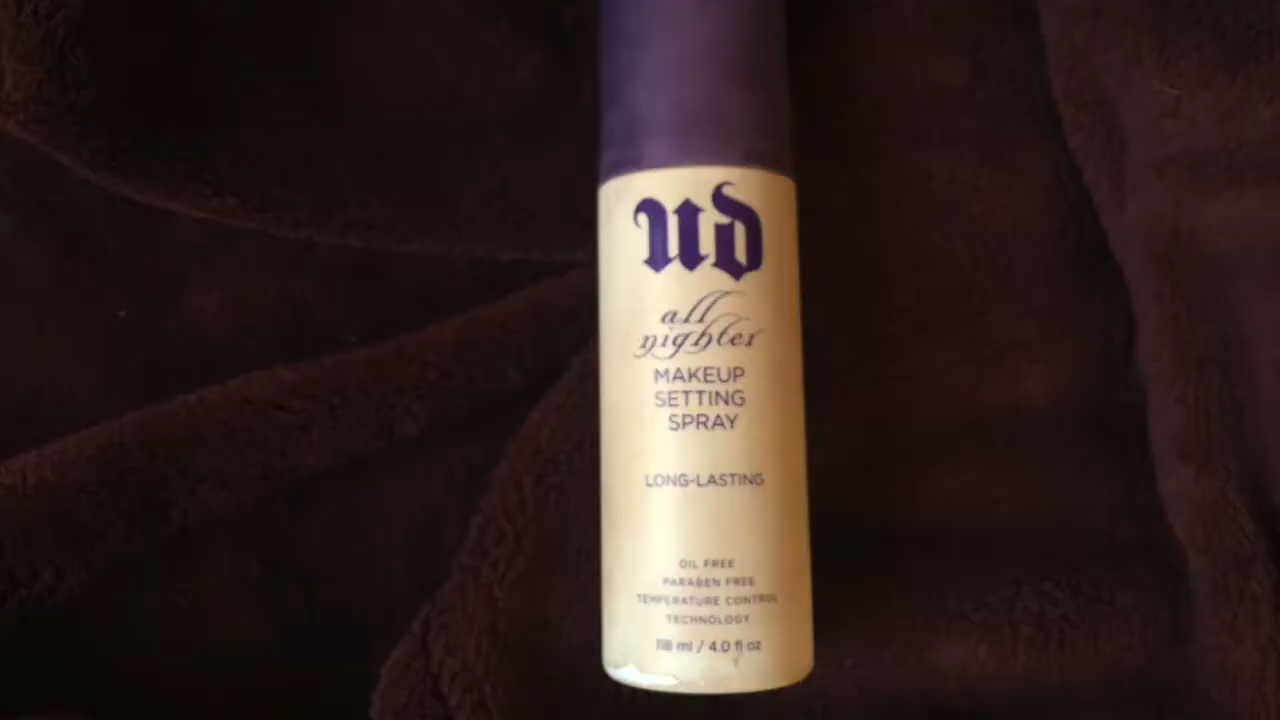 ud
all
nighter
MAKEUP
SETTING
SPRAY
LONG-LASTING
OIL FREE
PARABEN FREE
TEMPERATURE CONTROL
TECHNOLOGY
118 ml / 4.0 fl oz